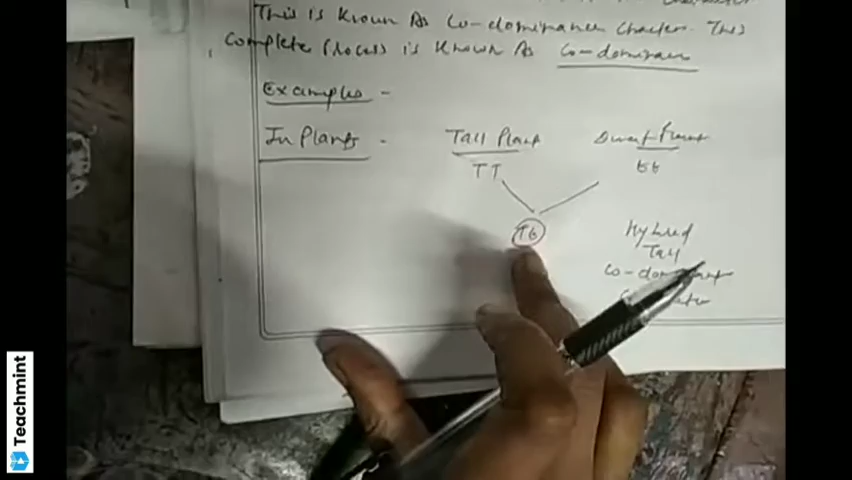 This is Known As Co-dominance Character. This
Complete Process is Known As Co-dominance
Examples -
In Plants - Tall Plant Dwarf Plant
TT tt
Tt
Hybred
Tall
Co-dominant
Teachmint